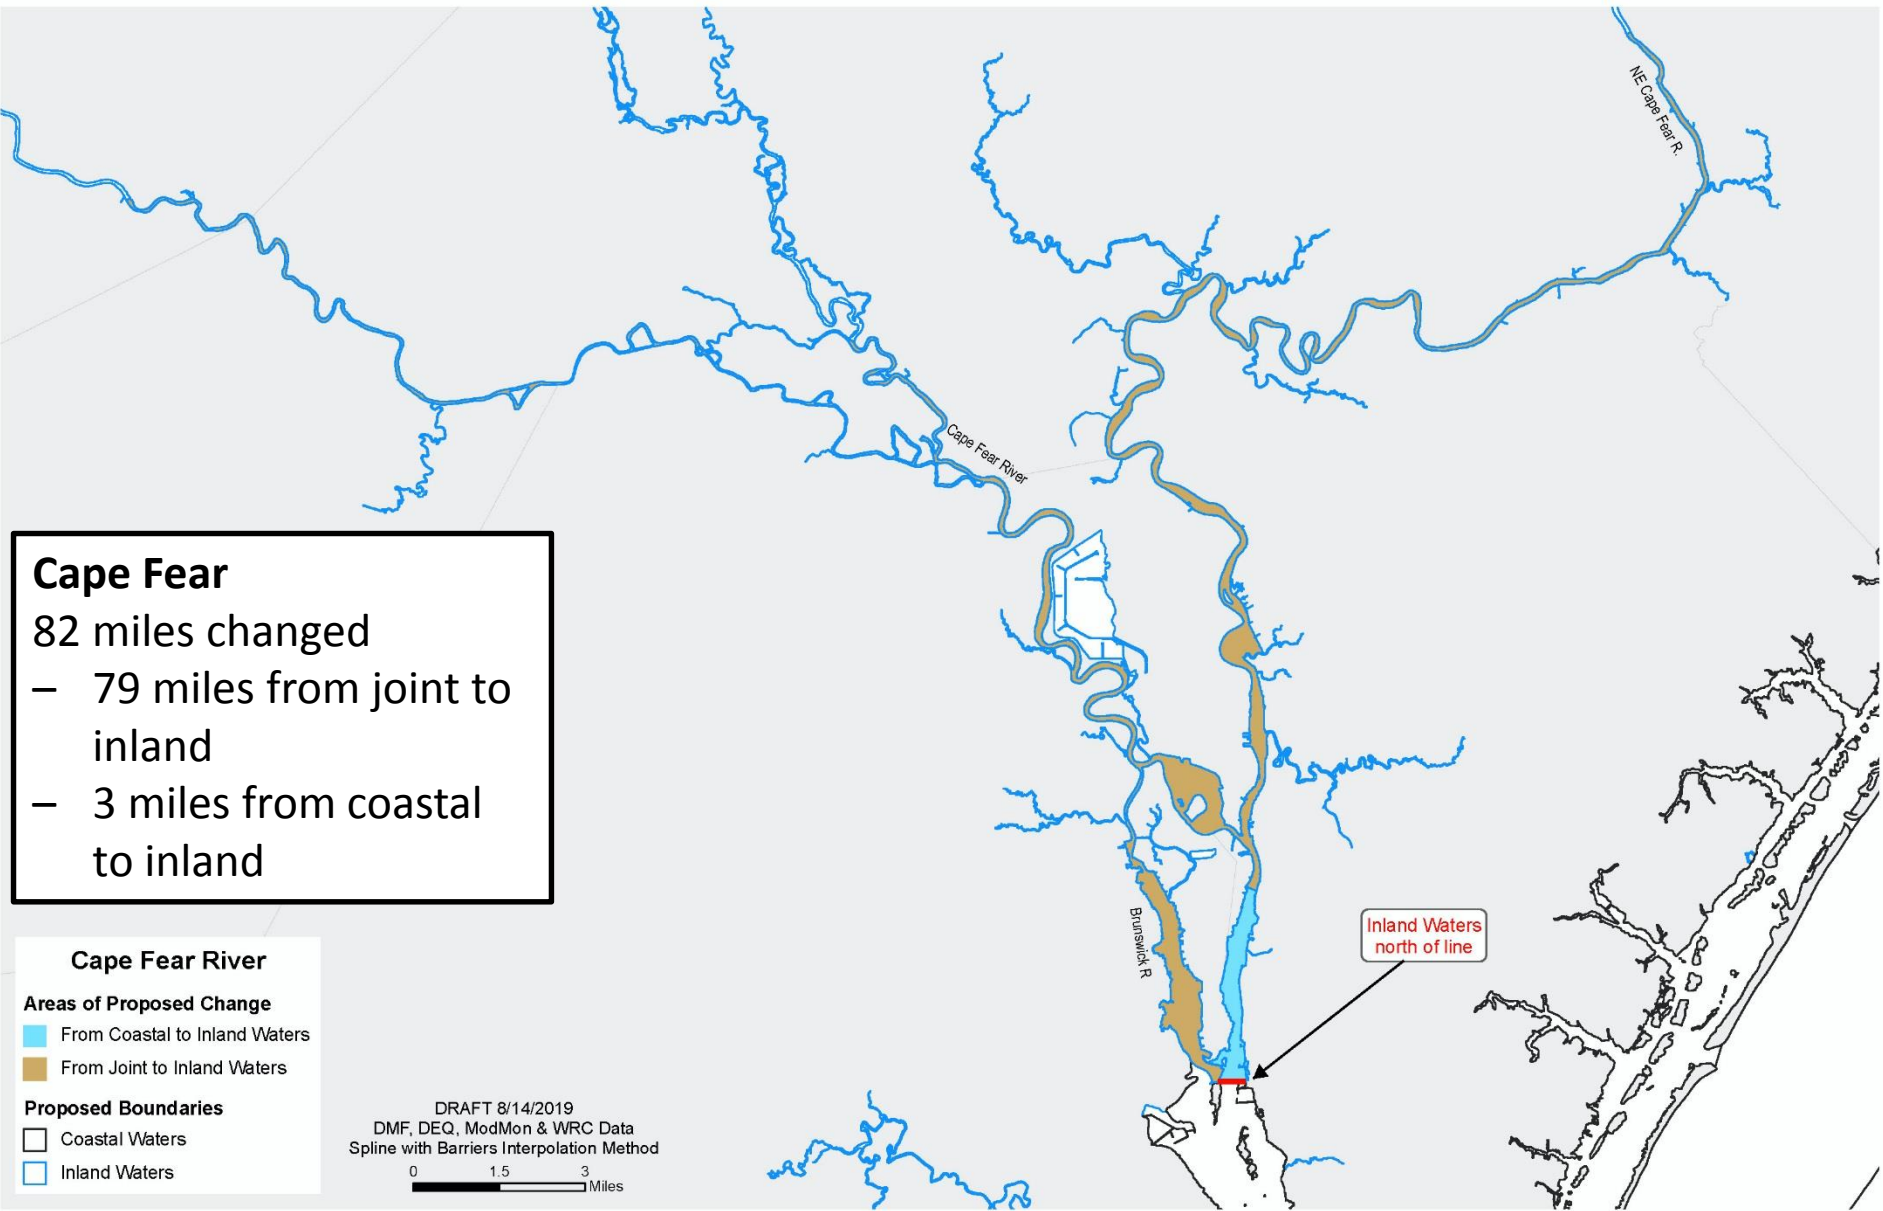 NE Cape Fear R.
Cape Fear River
Cape Fear
82 miles changed
– 79 miles from joint to
inland
– 3 miles from coastal
to inland
Brunswick R
Inland Waters
north of line
Cape Fear River
Areas of Proposed Change
From Coastal to Inland Waters
From Joint to Inland Waters
Proposed Boundaries
Coastal Waters
Inland Waters
DRAFT 8/14/2019
DMF, DEQ, ModMon & WRC Data
Spline with Barriers Interpolation Method
0 1.5 3
Miles